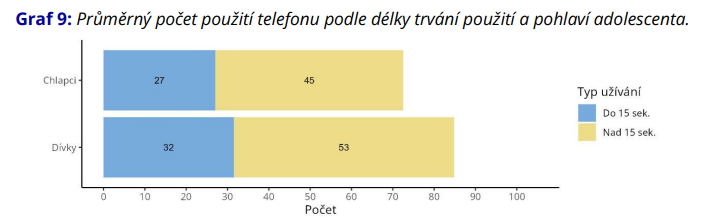 Graf 9: Průměrný počet použití telefonu podle délky trvání použití a pohlaví adolescenta.
Chlapci
27
45
Dívky
32
53
0 10 20 30 40 50 60 70 80 90 100
Počet
Typ užívání
Do 15 sek.
Nad 15 sek.